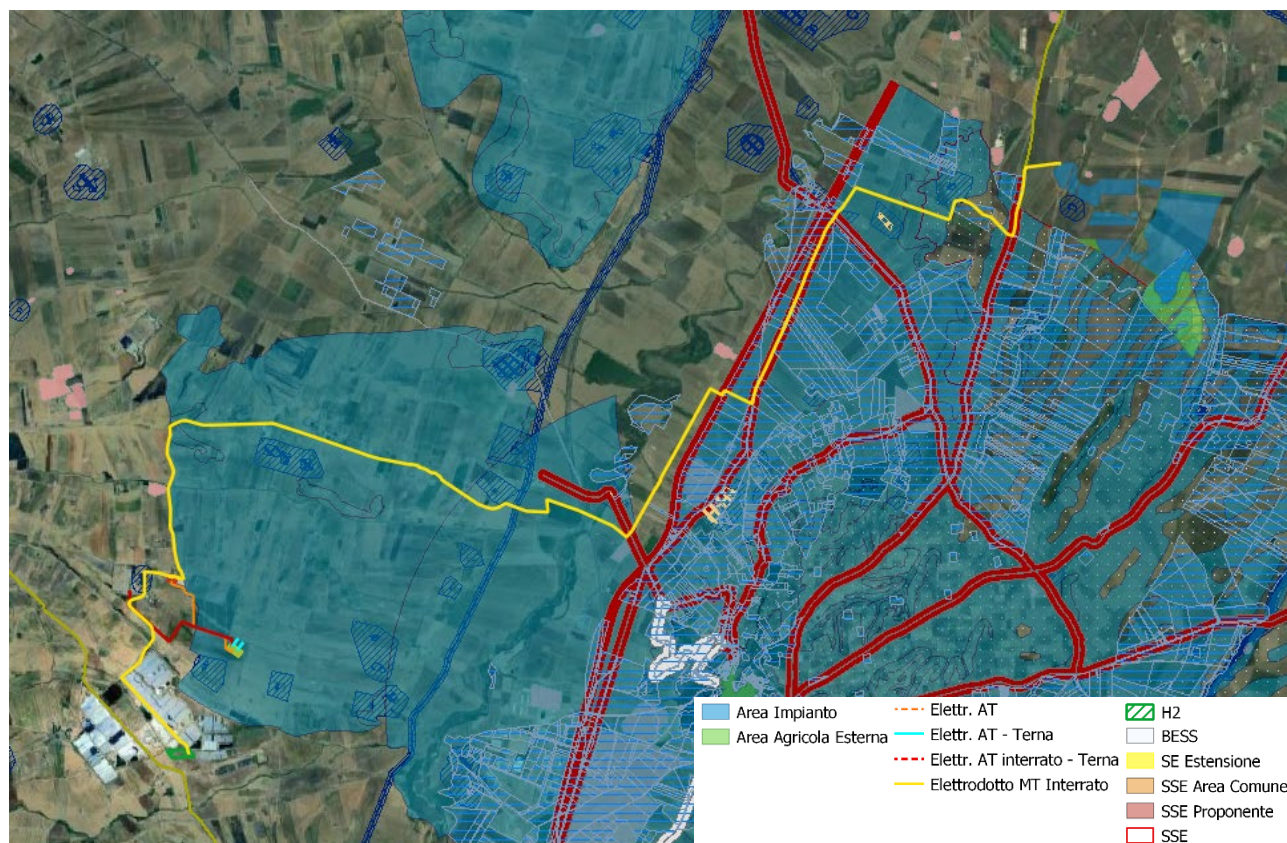 Area Impianto
Area Agricola Esterna
Elettr. AT
Elettr. AT - Terna
Elettr. AT interrato - Terna
Elettrodotto MT Interrato
H2
BESS
SE Estensione
SSE Area Comune
SSE Proponente
SSE